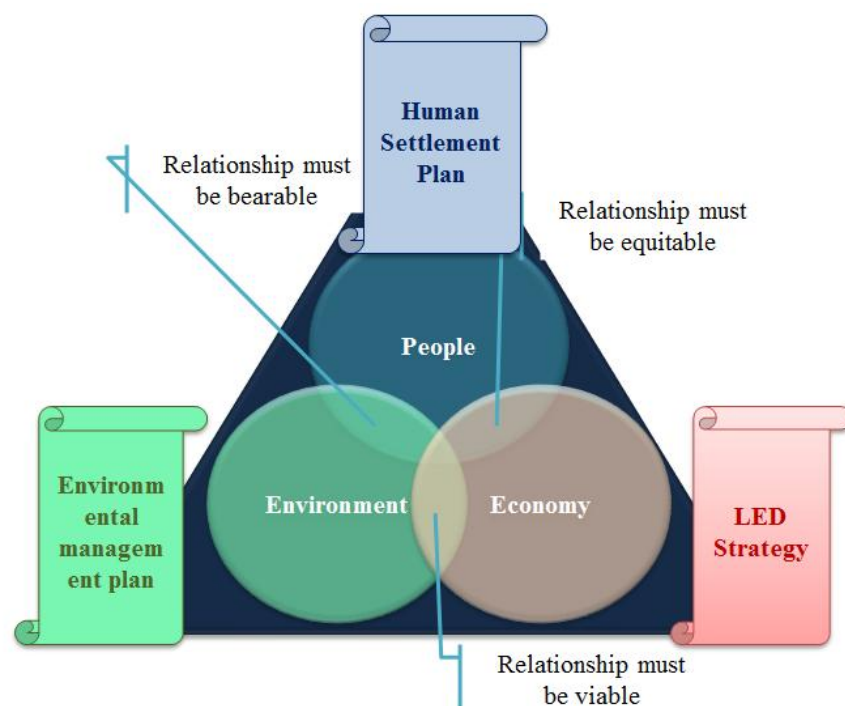 Human
Settlement
Plan
Relationship must
be bearable
Relationship must
be equitable
People
Environm
ental
managem
ent plan
Environment
Economy
LED
Strategy
Relationship must
be viable